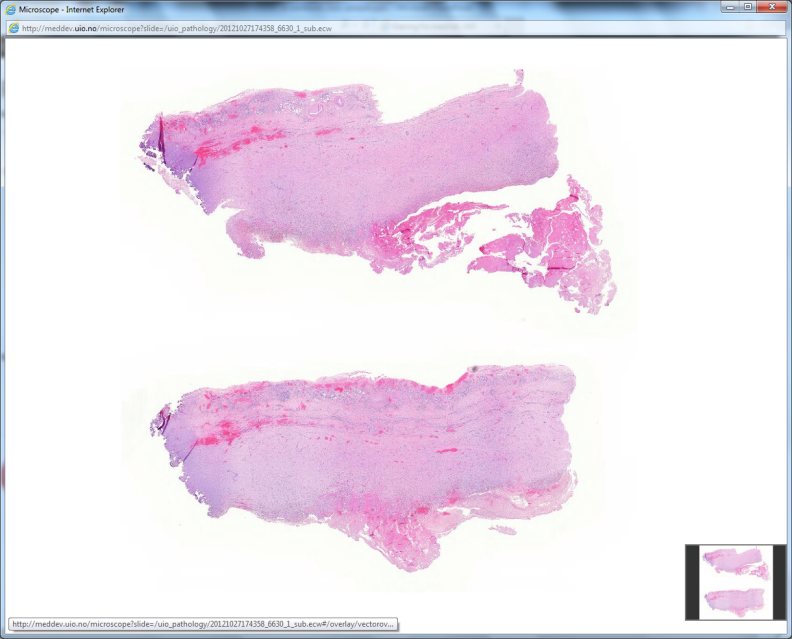 Microscope - Internet Explorer
http://meddev.uio.no/microscope?slide=/uio_pathology/20121027174358_6630_1_sub.ecw
http://meddev.uio.no/microscope?slide=/uio_pathology/20121027174358_6630_1_sub.ecw#/overlay/vectorov...